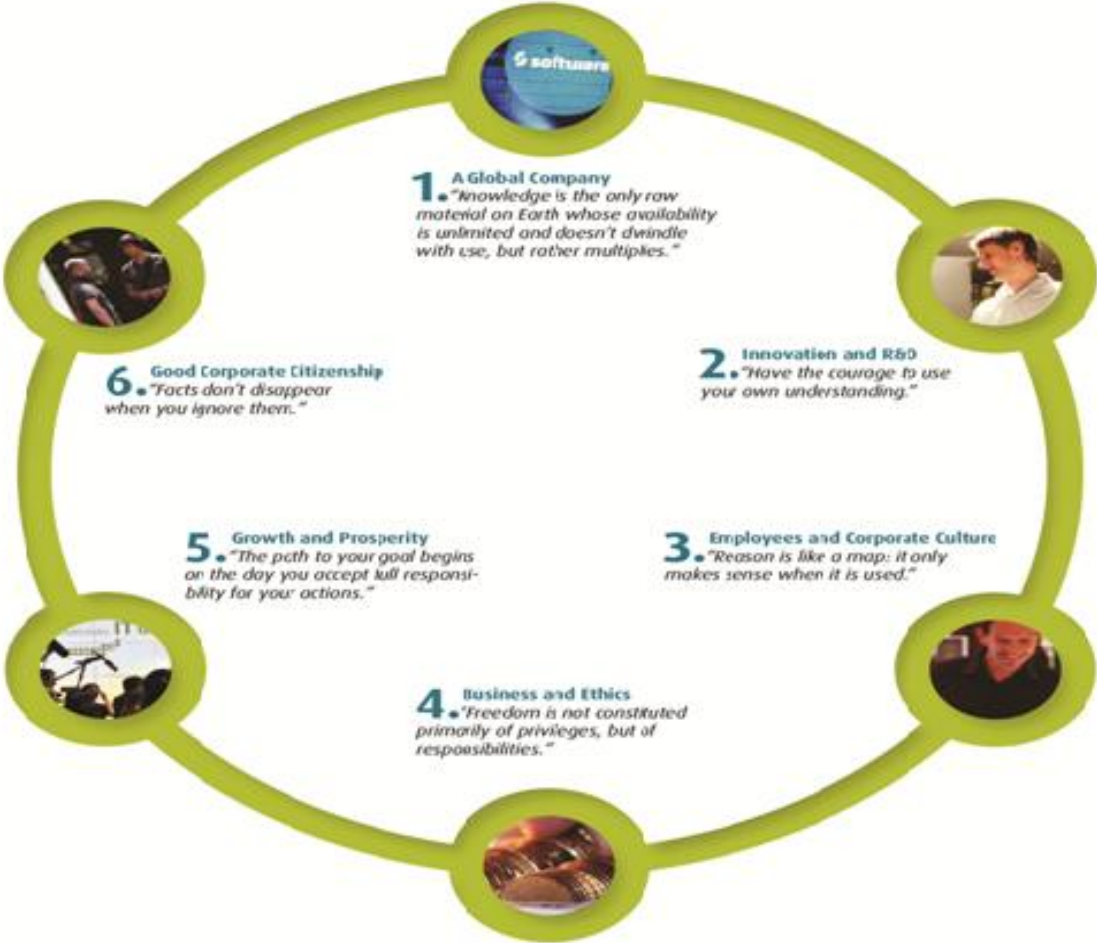 software
1. A Global Company
"Knowledge is the only raw
material on Earth whose availability
is unlimited and doesn't dwindle
with use, but rather multiplies."
2. Innovation and R&D
"Have the courage to use
your own understanding."
3. Employees and Corporate Culture
"Reason is like a map: it only
makes sense when it is used."
4. Business and Ethics
"Freedom is not constituted
primarily of privileges, but of
responsibilities."
5. Growth and Prosperity
"The path to your goal begins
on the day you accept full responsi-
bility for your actions."
6. Good Corporate Citizenship
"Facts don't disappear
when you ignore them."